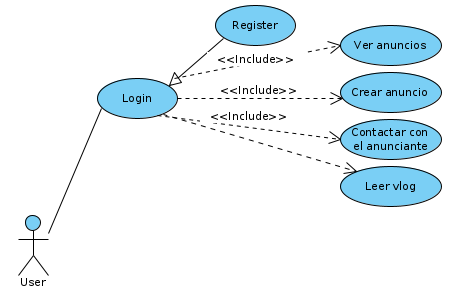 Register
Ver anuncios
<<Include>>
Login
<<Include>>
Crear anuncio
<<Include>>
Contactar con
el anunciante
Leer vlog
User